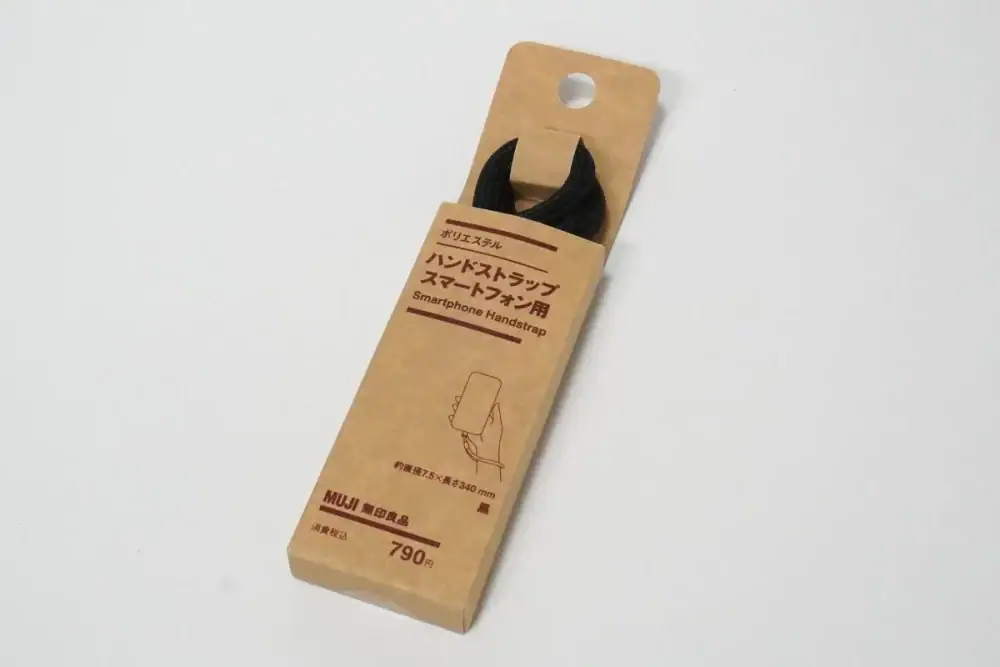 ポリエステル
ハンドストラップ
スマートフォン用
Smartphone Handstrap
約直径7.5×長さ340mm
黒
MUJI 無印良品
消費税込 790円